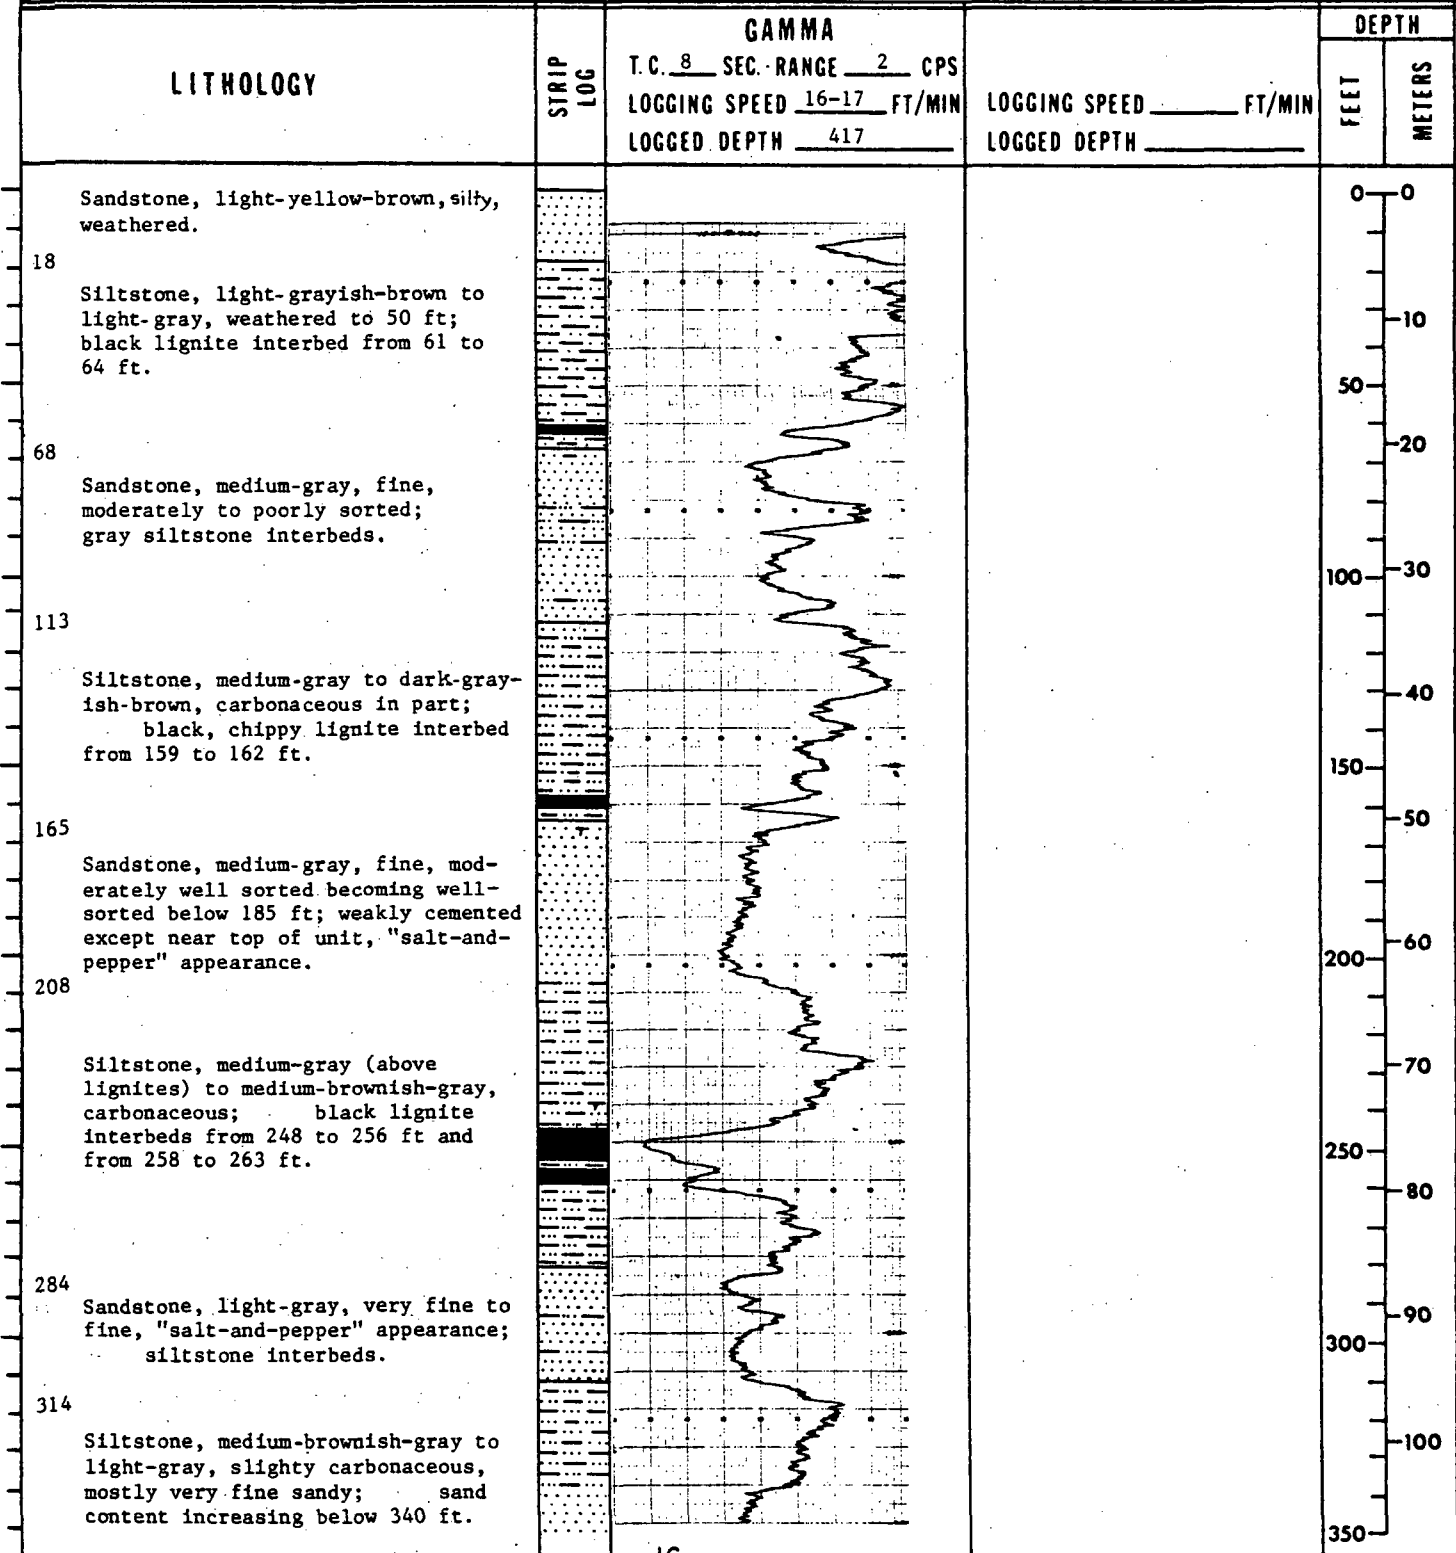 LITHOLOGY
STRIP LOG
GAMMA
T.C. 8 SEC. RANGE 2 CPS
LOGGING SPEED 16-17 FT/MIN
LOGGED DEPTH 417
LOGGING SPEED FT/MIN
LOGGED DEPTH
DEPTH
FEET
METERS
Sandstone, light-yellow-brown, silty,
weathered.
18
Siltstone, light-grayish-brown to
light-gray, weathered to 50 ft;
black lignite interbed from 61 to
64 ft.
68
Sandstone, medium-gray, fine,
moderately to poorly sorted;
gray siltstone interbeds.
113
Siltstone, medium-gray to dark-gray-
ish-brown, carbonaceous in part;
black, chippy lignite interbed
from 159 to 162 ft.
165
Sandstone, medium-gray, fine, mod-
erately well sorted becoming well-
sorted below 185 ft; weakly cemented
except near top of unit, "salt-and-
pepper" appearance.
208
Siltstone, medium-gray (above
lignites) to medium-brownish-gray,
carbonaceous; black lignite
interbeds from 248 to 256 ft and
from 258 to 263 ft.
284
Sandstone, light-gray, very fine to
fine, "salt-and-pepper" appearance;
siltstone interbeds.
314
Siltstone, medium-brownish-gray to
light-gray, slighty carbonaceous,
mostly very fine sandy; sand
content increasing below 340 ft.
0 0
10
50
20
100 30
40
150
50
200 60
70
250
80
90
300
100
350